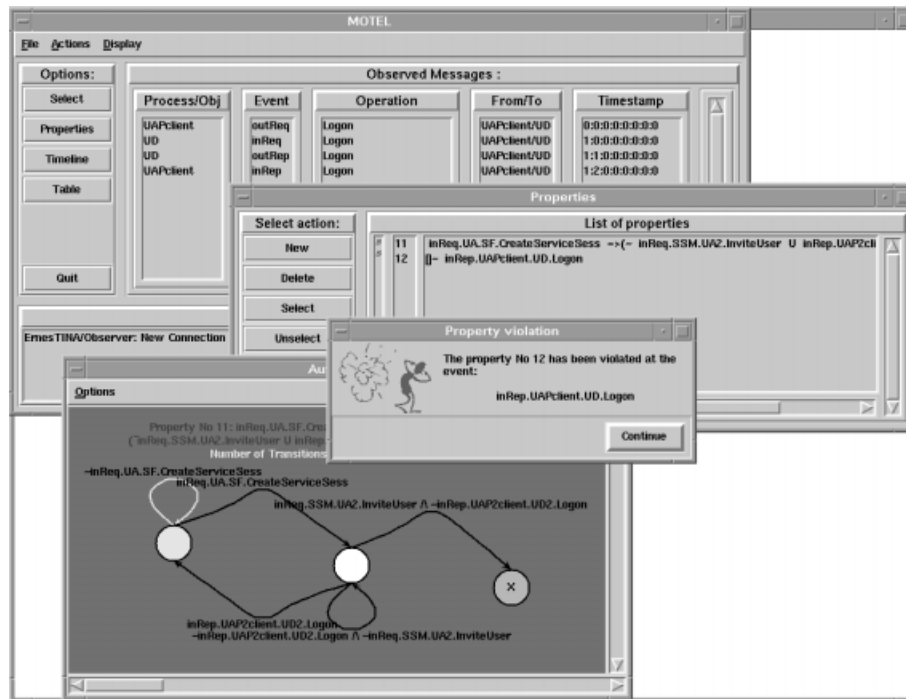 MOTEL
File Actions Display
Options:
Select
Properties
Timeline
Table
Quit
Observed Messages :
Process/Obj Event Operation From/To Timestamp
UAPclient outReq Logon UAPclient/UD 0:0:0:0:0:0:0
UD inReq Logon UAPclient/UD 1:0:0:0:0:0:0
UD outRep Logon UAPclient/UD 1:1:0:0:0:0:0
UAPclient inRep Logon UAPclient/UD 1:2:0:0:0:0:0
ErnesTINA/Observer: New Connection
Properties
Select action:
New
Delete
Select
Unselect
List of properties
s 11 inReq.UA.SF.CreateServiceSess ->(~ inReq.SSM.UA2.InviteUser U inRep.UAP2cli
s 12 []~ inRep.UAPclient.UD.Logon
Property violation
The property No 12 has been violated at the
event:
inRep.UAPclient.UD.Logon
Continue
Au
Options
Property No 11: inReq.UA.SF.C
(~inReq.SSM.UA2.InviteUser U inRep
Number of Transitions
~inReq.UA.SF.CreateServiceSess
inReq.UA.SF.CreateServiceSess
inReq.SSM.UA2.InviteUser /\ ~inRep.UAP2client.UD2.Logon
X
inRep.UAP2client.UD2.Logon
~inRep.UAP2client.UD2.Logon /\ ~inReq.SSM.UA2.InviteUser